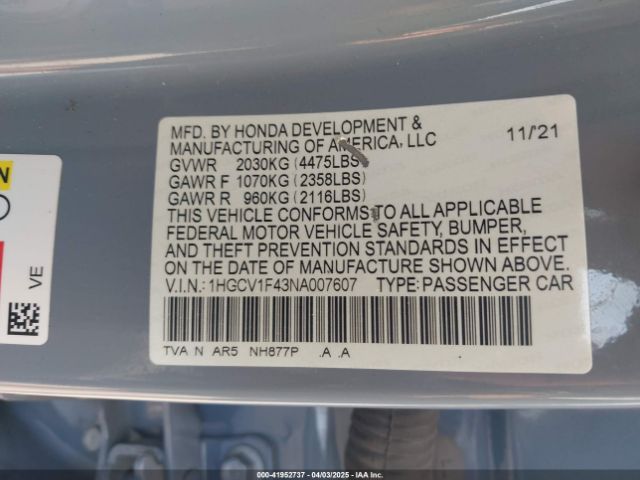 MFD. BY HONDA DEVELOPMENT &
MANUFACTURING OF AMERICA, LLC 11/21
GVWR 2030KG (4475LBS)
GAWR F 1070KG (2358LBS)
GAWR R 960KG (2116LBS)
THIS VEHICLE CONFORMS TO ALL APPLICABLE
FEDERAL MOTOR VEHICLE SAFETY, BUMPER,
AND THEFT PREVENTION STANDARDS IN EFFECT
ON THE DATE OF MANUFACTURE SHOWN ABOVE.
V.I.N.: 1HGCV1F43NA007607 TYPE: PASSENGER CAR
TVA N AR5 NH877P .A .A
VE
000-41952737 - 04/03/2025 - IAAI.COM